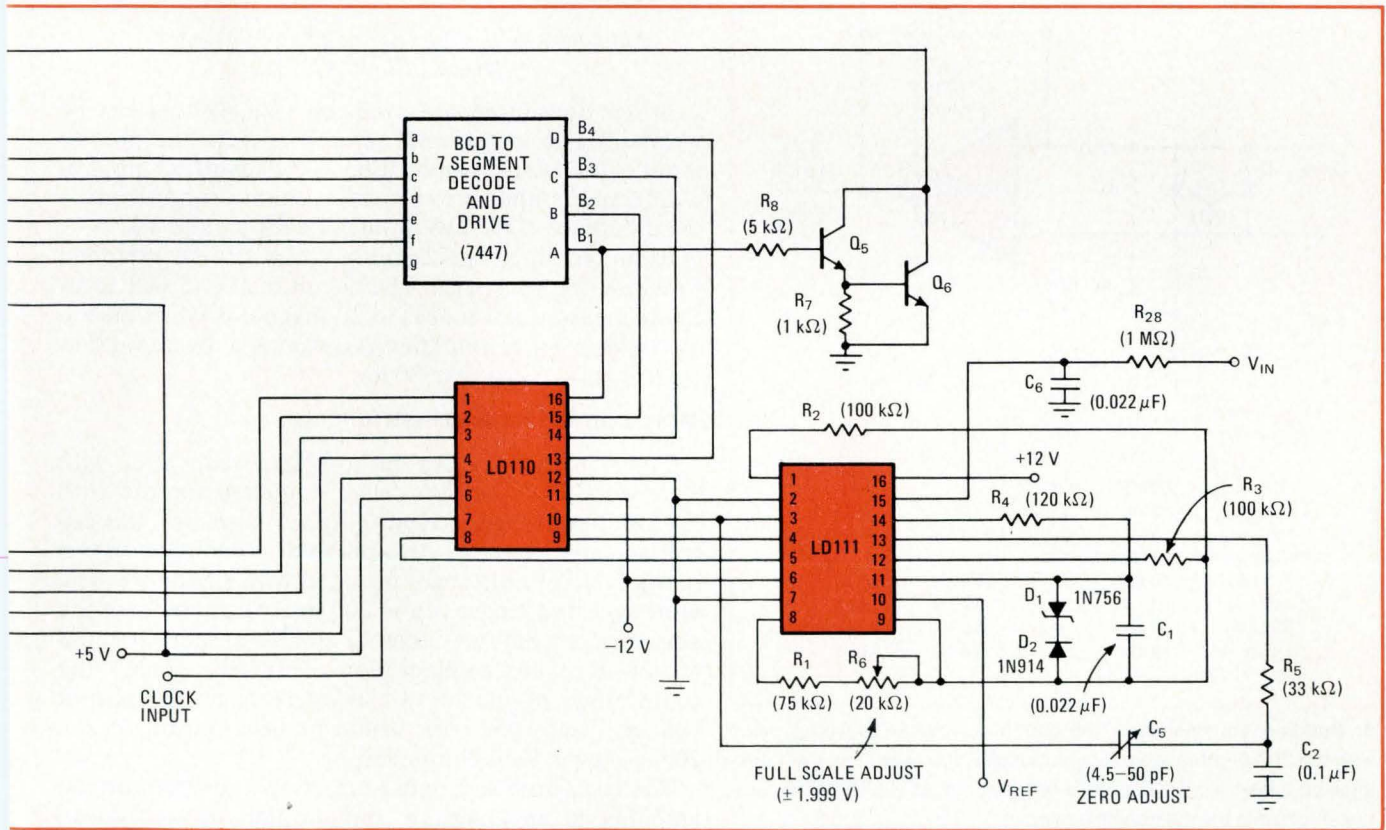 BCD TO
7 SEGMENT
DECODE
AND
DRIVE
(7447)
a
b
c
d
e
f
g
D
C
B
A
B4
B3
B2
B1
R8
(5 kΩ)
Q5
Q6
R7
(1 kΩ)
R28
(1 MΩ)
VIN
C6
(0.022 µF)
R2 (100 kΩ)
+12 V
R4 (120 kΩ)
R3
(100 kΩ)
LD110
1
2
3
4
5
6
7
8
16
15
14
13
12
11
10
9
LD111
1
2
3
4
5
6
7
8
16
15
14
13
12
11
10
9
D1 1N756
D2
1N914
C1
(0.022 µF)
R1
(75 kΩ)
R6
(20 kΩ)
R5
(33 kΩ)
+5 V
CLOCK
INPUT
−12 V
FULL SCALE ADJUST
(± 1.999 V)
VREF
C5
(4.5–50 pF)
ZERO ADJUST
C2
(0.1 µF)